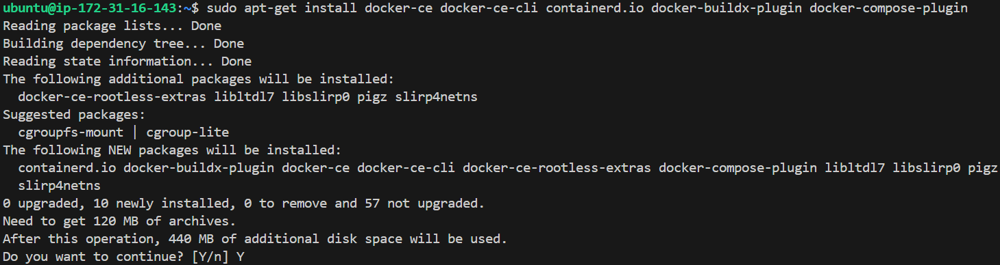 ubuntu@ip-172-31-16-143:~$ sudo apt-get install docker-ce docker-ce-cli containerd.io docker-buildx-plugin docker-compose-plugin
Reading package lists... Done
Building dependency tree... Done
Reading state information... Done
The following additional packages will be installed:
  docker-ce-rootless-extras libltdl7 libslirp0 pigz slirp4netns
Suggested packages:
  cgroupfs-mount | cgroup-lite
The following NEW packages will be installed:
  containerd.io docker-buildx-plugin docker-ce docker-ce-cli docker-ce-rootless-extras docker-compose-plugin libltdl7 libslirp0 pigz
  slirp4netns
0 upgraded, 10 newly installed, 0 to remove and 57 not upgraded.
Need to get 120 MB of archives.
After this operation, 440 MB of additional disk space will be used.
Do you want to continue? [Y/n] Y